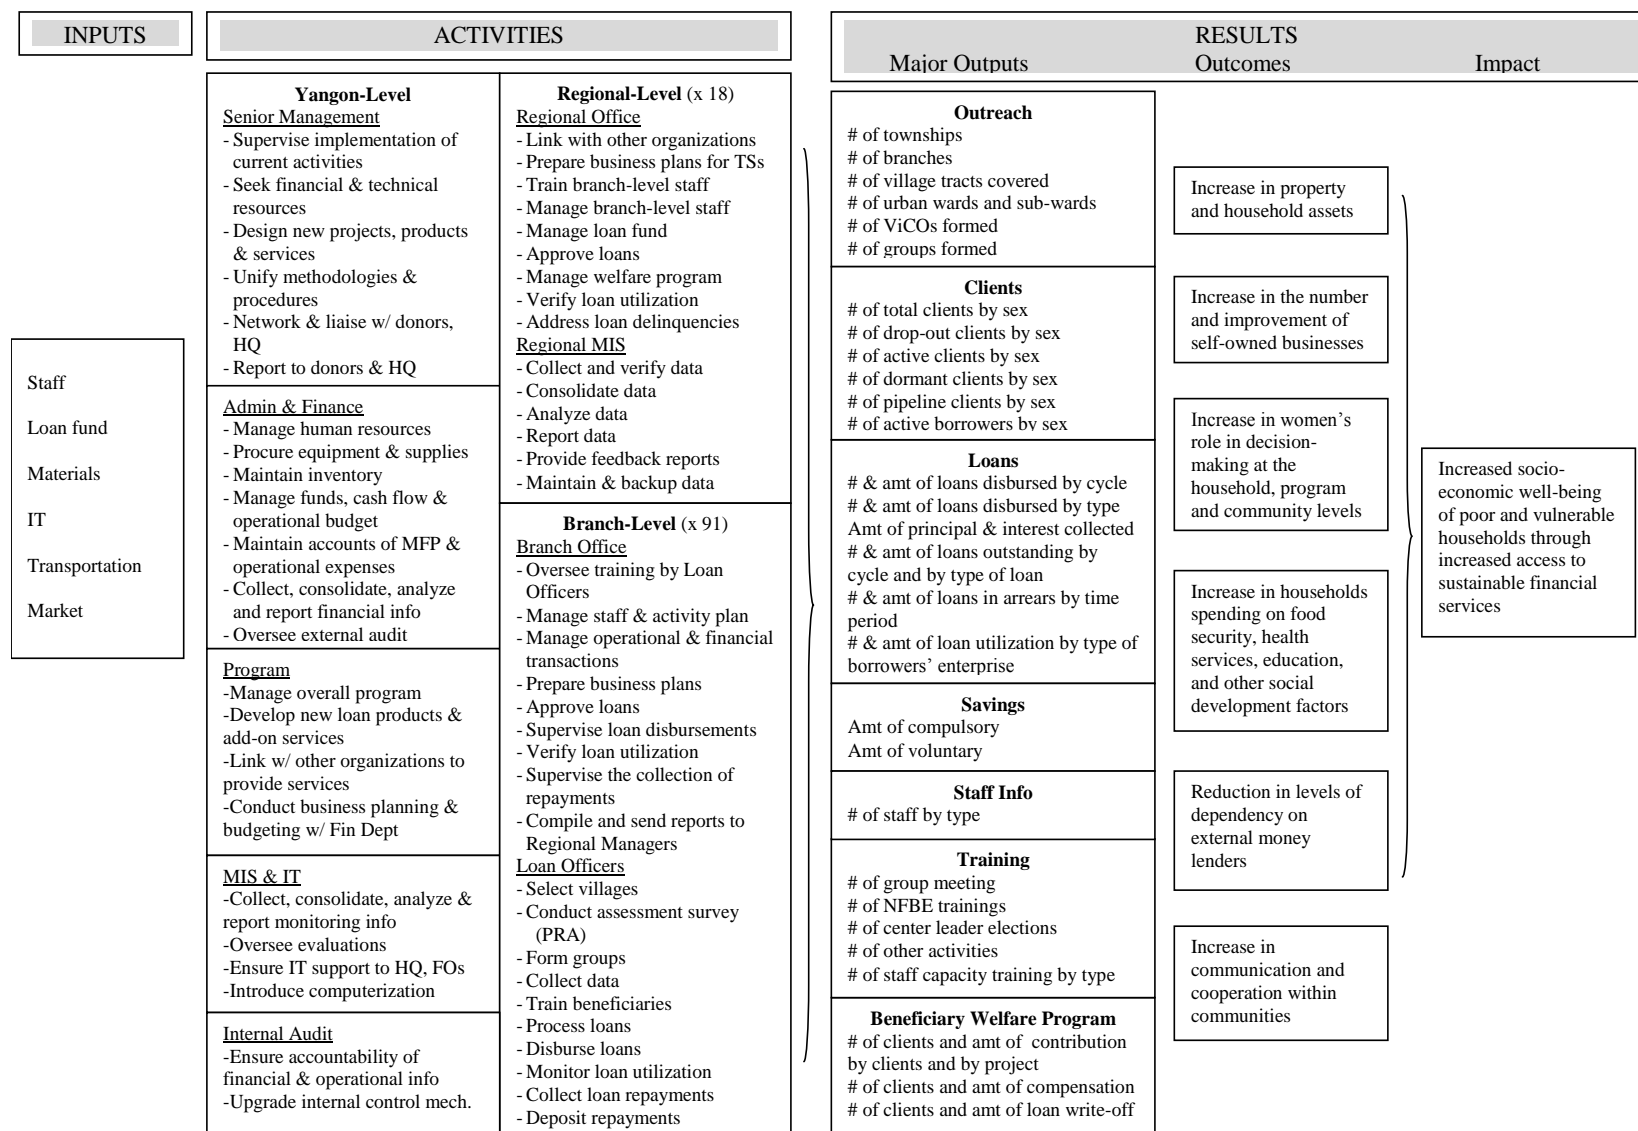 INPUTS
ACTIVITIES
RESULTS
Major Outputs
Outcomes
Impact
Staff
Loan fund
Materials
IT
Transportation
Market
Yangon-Level
Senior Management
- Supervise implementation of
current activities
- Seek financial & technical
resources
- Design new projects, products
& services
- Unify methodologies &
procedures
- Network & liaise w/ donors,
HQ
- Report to donors & HQ
Admin & Finance
- Manage human resources
- Procure equipment & supplies
- Maintain inventory
- Manage funds, cash flow &
operational budget
- Maintain accounts of MFP &
operational expenses
- Collect, consolidate, analyze
and report financial info
- Oversee external audit
Program
-Manage overall program
-Develop new loan products &
add-on services
-Link w/ other organizations to
provide services
-Conduct business planning &
budgeting w/ Fin Dept
MIS & IT
-Collect, consolidate, analyze &
report monitoring info
-Oversee evaluations
-Ensure IT support to HQ, FOs
-Introduce computerization
Internal Audit
-Ensure accountability of
financial & operational info
-Upgrade internal control mech.
Regional-Level (x 18)
Regional Office
- Link with other organizations
- Prepare business plans for TSs
- Train branch-level staff
- Manage branch-level staff
- Manage loan fund
- Approve loans
- Manage welfare program
- Verify loan utilization
- Address loan delinquencies
Regional MIS
- Collect and verify data
- Consolidate data
- Analyze data
- Report data
- Provide feedback reports
- Maintain & backup data
Branch-Level (x 91)
Branch Office
- Oversee training by Loan
Officers
- Manage staff & activity plan
- Manage operational & financial
transactions
- Prepare business plans
- Approve loans
- Supervise loan disbursements
- Verify loan utilization
- Supervise the collection of
repayments
- Compile and send reports to
Regional Managers
Loan Officers
- Select villages
- Conduct assessment survey
(PRA)
- Form groups
- Collect data
- Train beneficiaries
- Process loans
- Disburse loans
- Monitor loan utilization
- Collect loan repayments
- Deposit repayments
Outreach
# of townships
# of branches
# of village tracts covered
# of urban wards and sub-wards
# of ViCOs formed
# of groups formed
Clients
# of total clients by sex
# of drop-out clients by sex
# of active clients by sex
# of dormant clients by sex
# of pipeline clients by sex
# of active borrowers by sex
Loans
# & amt of loans disbursed by cycle
# & amt of loans disbursed by type
Amt of principal & interest collected
# & amt of loans outstanding by
cycle and by type of loan
# & amt of loans in arrears by time
period
# & amt of loan utilization by type of
borrowers’ enterprise
Savings
Amt of compulsory
Amt of voluntary
Staff Info
# of staff by type
Training
# of group meeting
# of NFBE trainings
# of center leader elections
# of other activities
# of staff capacity training by type
Beneficiary Welfare Program
# of clients and amt of contribution
by clients and by project
# of clients and amt of compensation
# of clients and amt of loan write-off
Increase in property
and household assets
Increase in the number
and improvement of
self-owned businesses
Increase in women’s
role in decision-
making at the
household, program
and community levels
Increase in households
spending on food
security, health
services, education,
and other social
development factors
Reduction in levels of
dependency on
external money
lenders
Increase in
communication and
cooperation within
communities
Increased socio-
economic well-being
of poor and vulnerable
households through
increased access to
sustainable financial
services